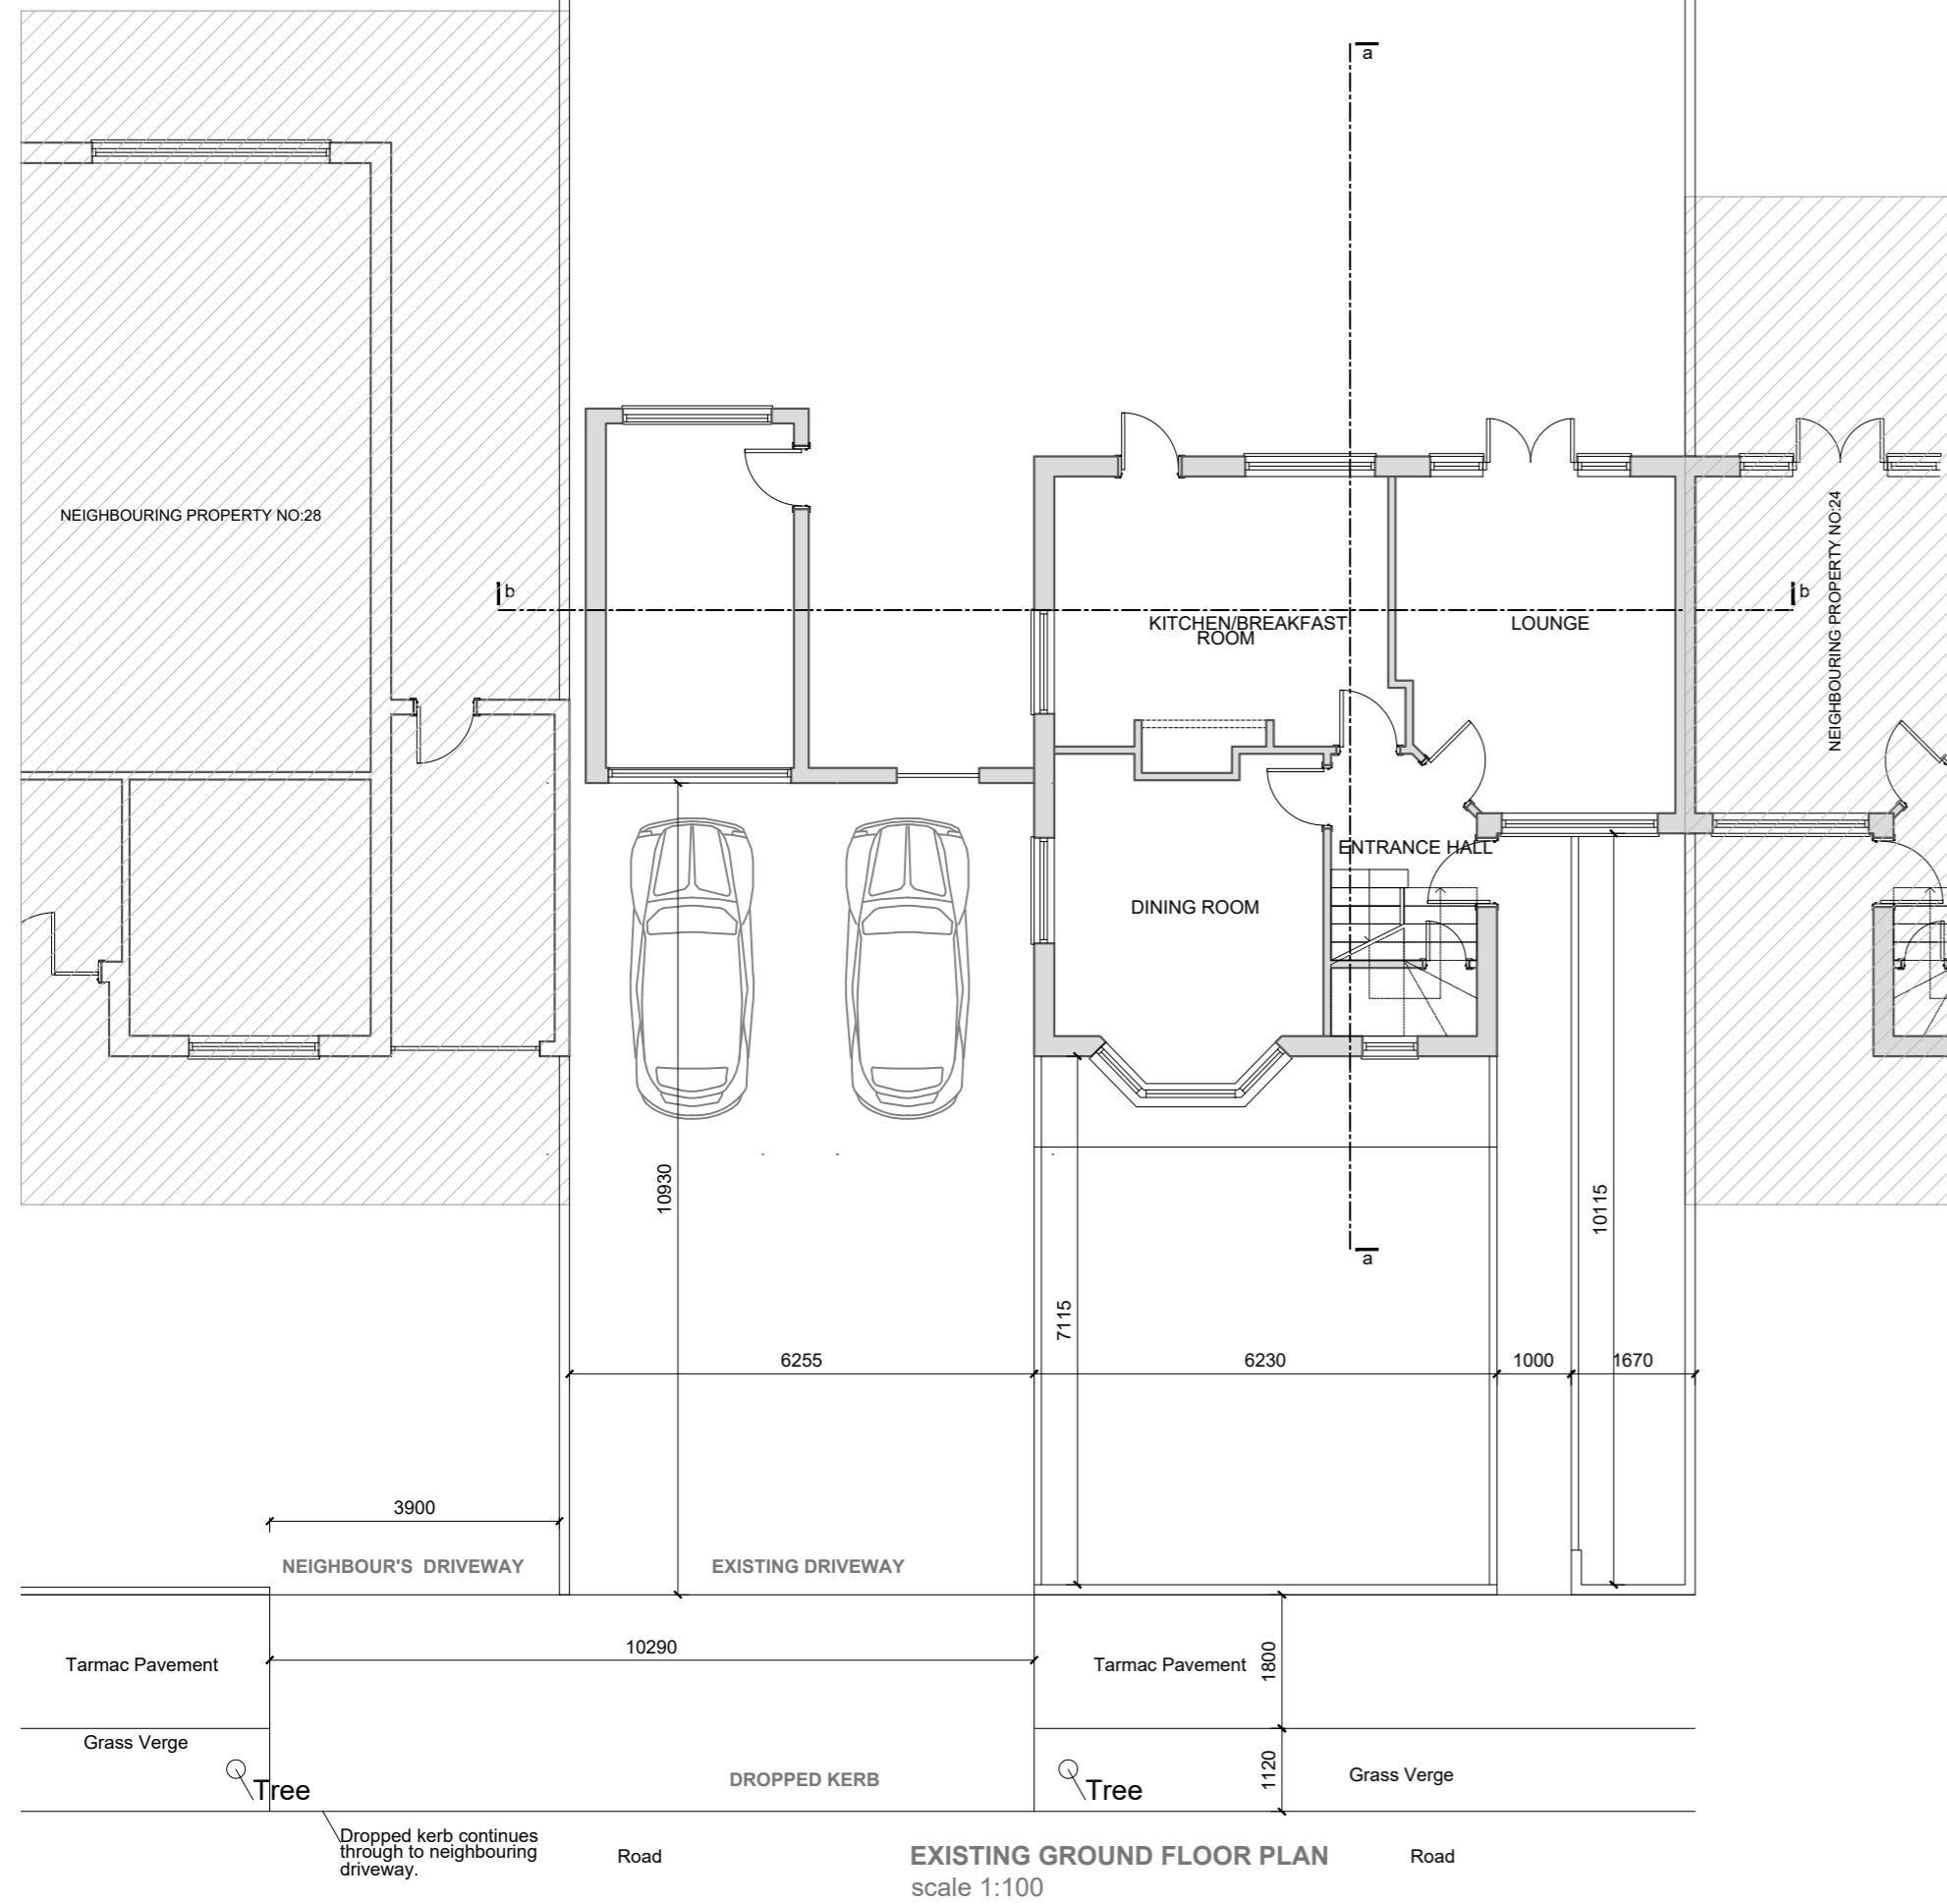 a
NEIGHBOURING PROPERTY NO:28
NEIGHBOURING PROPERTY NO:24
b
b
KITCHEN/BREAKFAST
ROOM
LOUNGE
ENTRANCE HALL
DINING ROOM
10930
10115
a
7115
6255
6230
1000
1670
3900
NEIGHBOUR'S  DRIVEWAY
EXISTING DRIVEWAY
10290
Tarmac Pavement
Tarmac Pavement
1800
Grass Verge
1120
Tree
DROPPED KERB
Tree
Grass Verge
Dropped kerb continues
through to neighbouring
driveway.
Road
EXISTING GROUND FLOOR PLAN
Road
scale 1:100